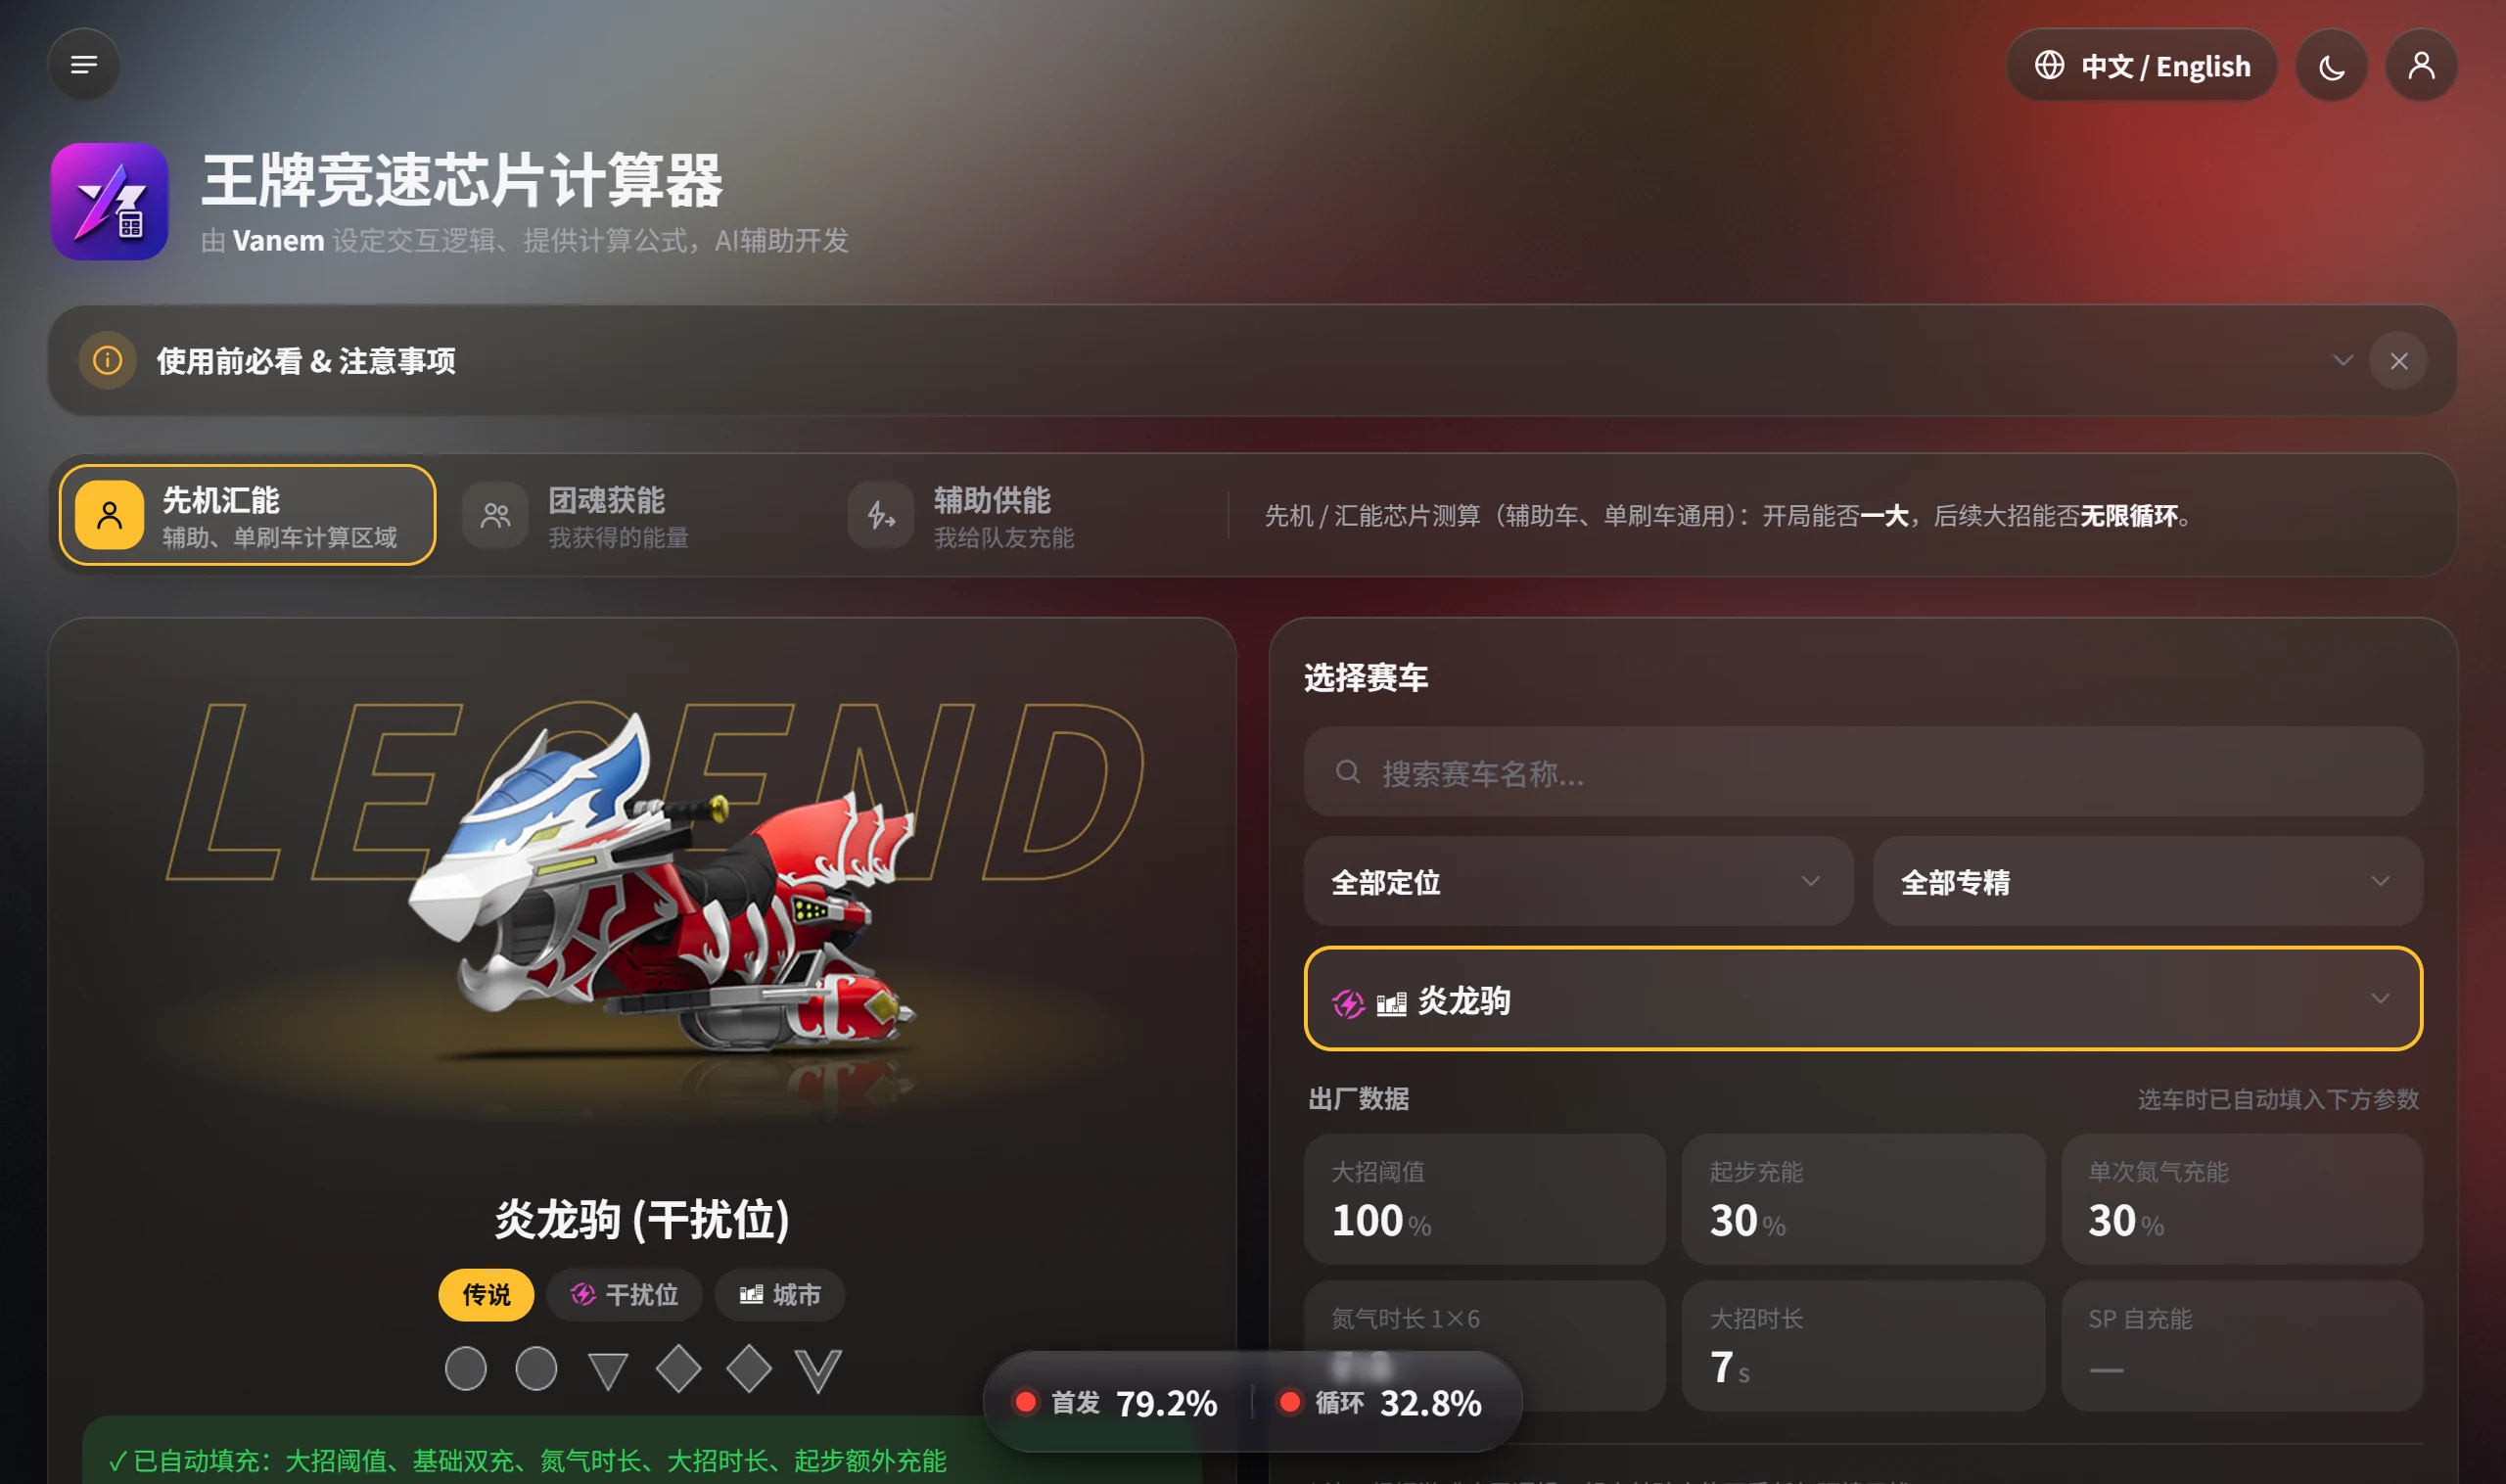 中文 / English
王牌竞速芯片计算器
由 Vanem 设定交互逻辑、提供计算公式，AI辅助开发
使用前必看 & 注意事项
先机汇能
辅助、单刷车计算区域
团魂获能
我获得的能量
辅助供能
我给队友充能
先机 / 汇能芯片测算（辅助车、单刷车通用）：开局能否一大，后续大招能否无限循环。
LEGEND
炎龙驹 (干扰位)
传说
干扰位
城市
✓ 已自动填充：大招阈值、基础双充、氮气时长、大招时长、起步额外充能
选择赛车
搜索赛车名称...
全部定位
全部专精
炎龙驹
出厂数据
选车时已自动填入下方参数
大招阈值
100 %
起步充能
30 %
单次氮气充能
30 %
氮气时长 1×6
大招时长
7 s
SP 自充能
—
首发 79.2%
循环 32.8%